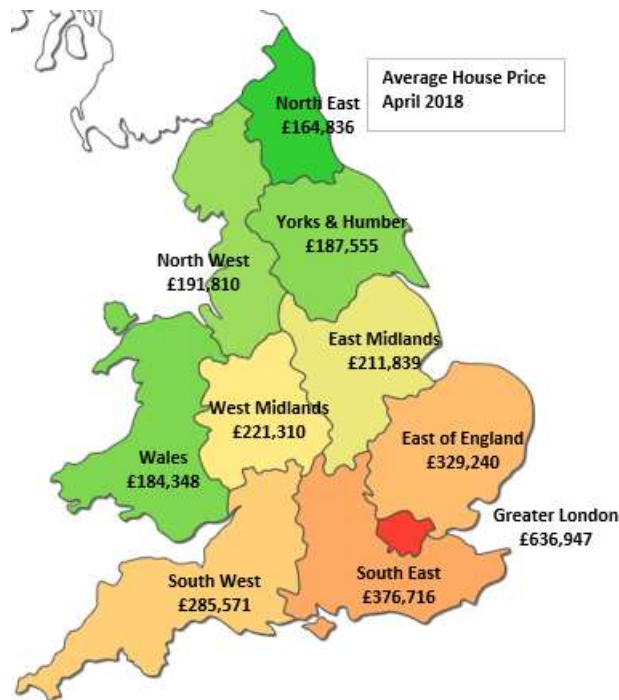 Average House Price
April 2018
North East
£164,836
Yorks & Humber
£187,555
North West
£191,810
East Midlands
£211,839
West Midlands
£221,310
East of England
£329,240
Wales
£184,348
Greater London
£636,947
South West
£285,571
South East
£376,716